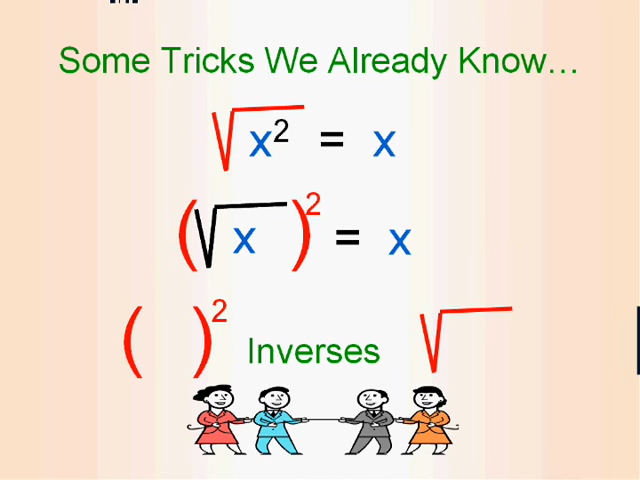 Some Tricks We Already Know…
√x² = x
(√x)² = x
( )² Inverses √